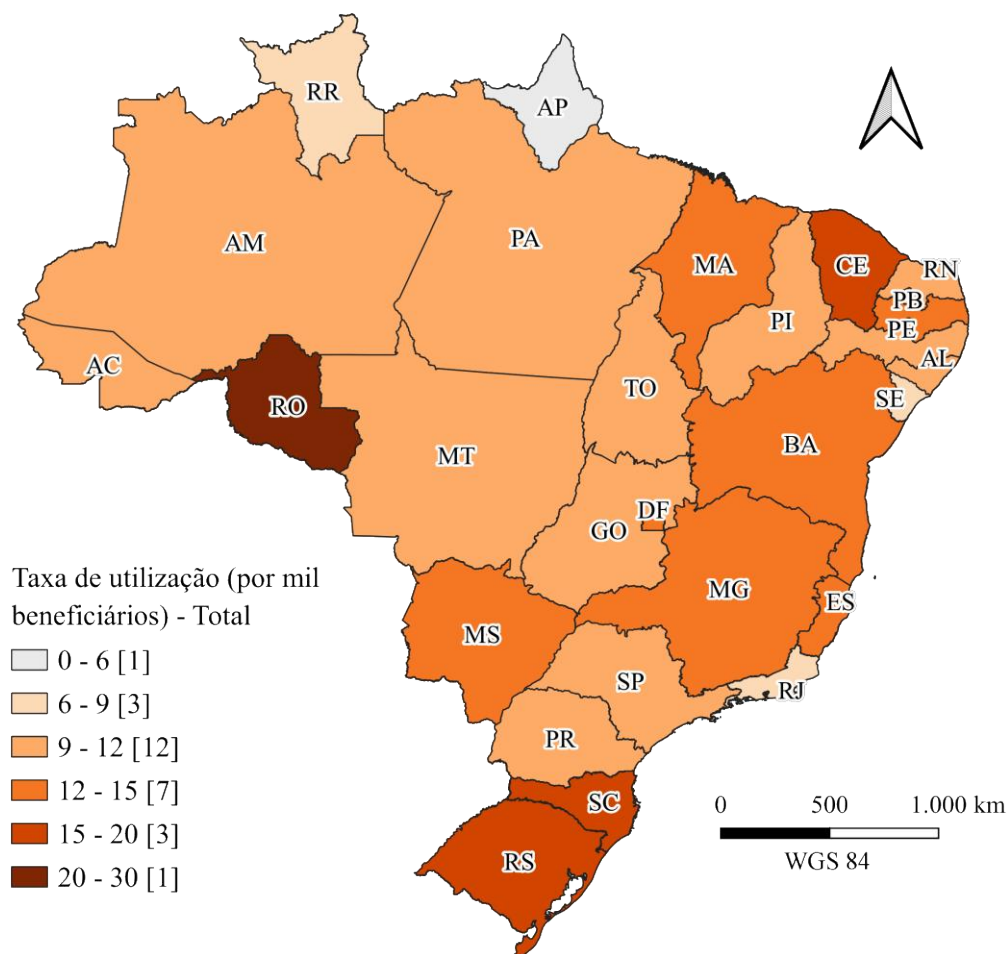 RR
AP
AM
PA
MA
CE
RN
PB
PI
PE
AC
AL
TO
RO
SE
MT
BA
DF
GO
Taxa de utilização (por mil
beneficiários) - Total
MG
ES
MS
0 - 6 [1]
SP
6 - 9 [3]
RJ
PR
9 - 12 [12]
12 - 15 [7]
SC
0 500 1.000 km
15 - 20 [3]
RS
WGS 84
20 - 30 [1]